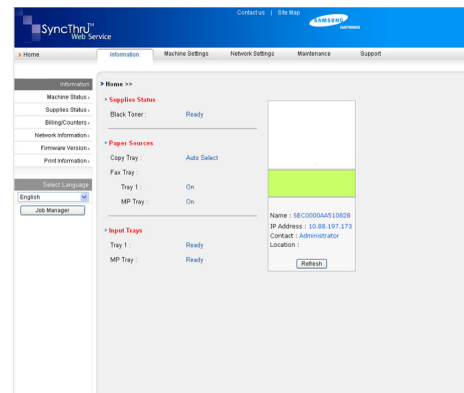 Contact us | Site Map
SAMSUNG
ELECTRONICS
SyncThru™
Web Service
> Home
Information Machine Settings Network Settings Maintenance Support
Information
Machine Status
Supplies Status
Billing/Counters
Network Information
Firmware Version
Print Information
Select Language
English
Job Manager
> Home >>
Supplies Status
Black Toner : Ready
Paper Sources
Copy Tray : Auto Select
Fax Tray :
Tray 1 : On
MP Tray : On
Input Trays
Tray 1 : Ready
MP Tray : Ready
Name : SEC0000AA510828
IP Address : 10.88.197.173
Contact : Administrator
Location :
Refresh